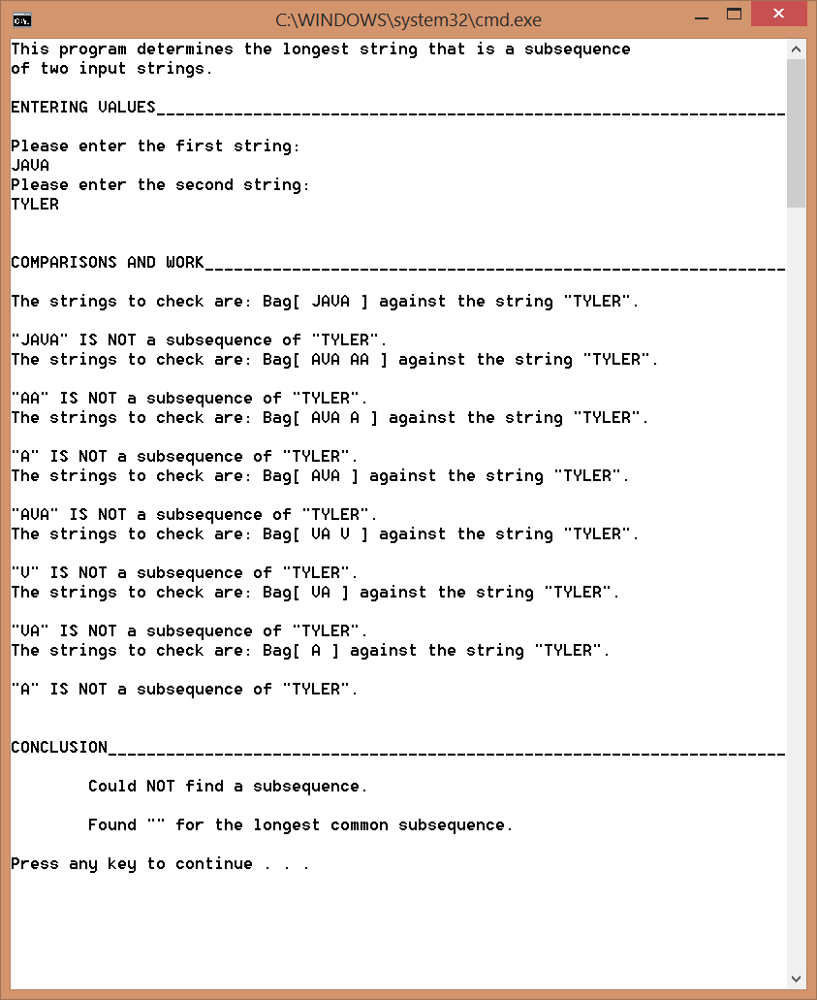 C:\WINDOWS\system32\cmd.exe
This program determines the longest string that is a subsequence
of two input strings.
ENTERING VALUES_________________________________________________________________
Please enter the first string:
JAVA
Please enter the second string:
TYLER
COMPARISONS AND WORK____________________________________________________________
The strings to check are: Bag[ JAVA ] against the string "TYLER".
"JAVA" IS NOT a subsequence of "TYLER".
The strings to check are: Bag[ AVA AA ] against the string "TYLER".
"AA" IS NOT a subsequence of "TYLER".
The strings to check are: Bag[ AVA A ] against the string "TYLER".
"A" IS NOT a subsequence of "TYLER".
The strings to check are: Bag[ AVA ] against the string "TYLER".
"AVA" IS NOT a subsequence of "TYLER".
The strings to check are: Bag[ VA V ] against the string "TYLER".
"V" IS NOT a subsequence of "TYLER".
The strings to check are: Bag[ VA ] against the string "TYLER".
"VA" IS NOT a subsequence of "TYLER".
The strings to check are: Bag[ A ] against the string "TYLER".
"A" IS NOT a subsequence of "TYLER".
CONCLUSION______________________________________________________________________
Could NOT find a subsequence.
Found "" for the longest common subsequence.
Press any key to continue . . .